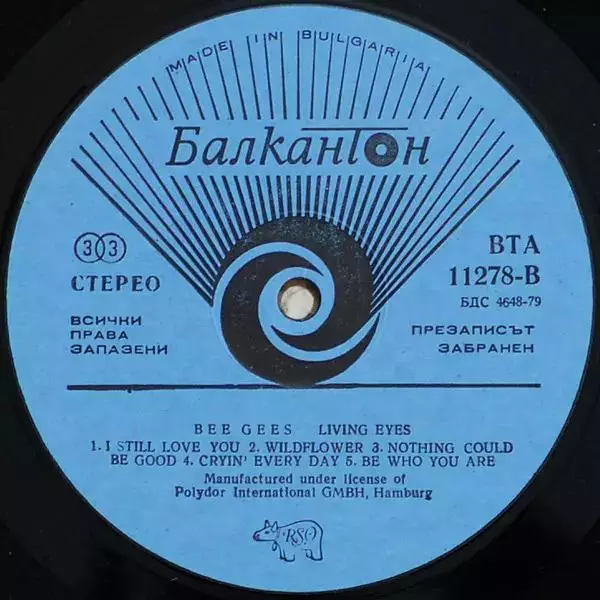 MADE IN BULGARIA
Балкантон
33
СТЕРЕО
ВСИЧКИ
ПРАВА
ЗАПАЗЕНИ
ВТА
11278-В
БДС 4648-79
ПРЕЗАПИСЪТ
ЗАБРАНЕН
BEE GEES LIVING EYES
1. I STILL LOVE YOU 2. WILDFLOWER 3. NOTHING COULD
BE GOOD 4. CRYIN' EVERY DAY 5. BE WHO YOU ARE
Manufactured under license of
Polydor International GMBH, Hamburg
RSO